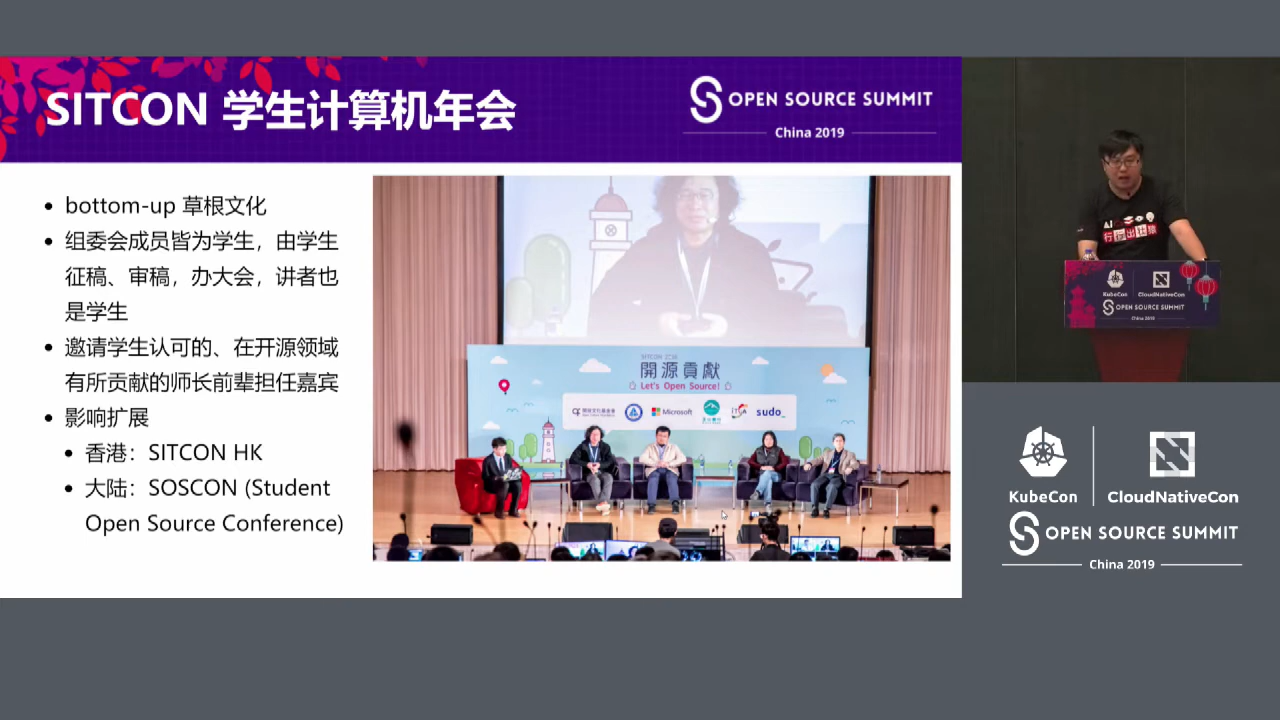 SITCON 学生计算机年会
OPEN SOURCE SUMMIT
China 2019
bottom-up 草根文化
组委会成员皆为学生，由学生
征稿、审稿，办大会，讲者也
是学生
邀请学生认可的、在开源领域
有所贡献的师长前辈担任嘉宾
影响扩展
香港：SITCON HK
大陆：SOSCON (Student
Open Source Conference)
開源貢獻
Let's Open Source!
Microsoft
sudo_
KubeCon
CloudNativeCon
OPEN SOURCE SUMMIT
China 2019
KubeCon
CloudNativeCon
OPEN SOURCE SUMMIT
China 2019